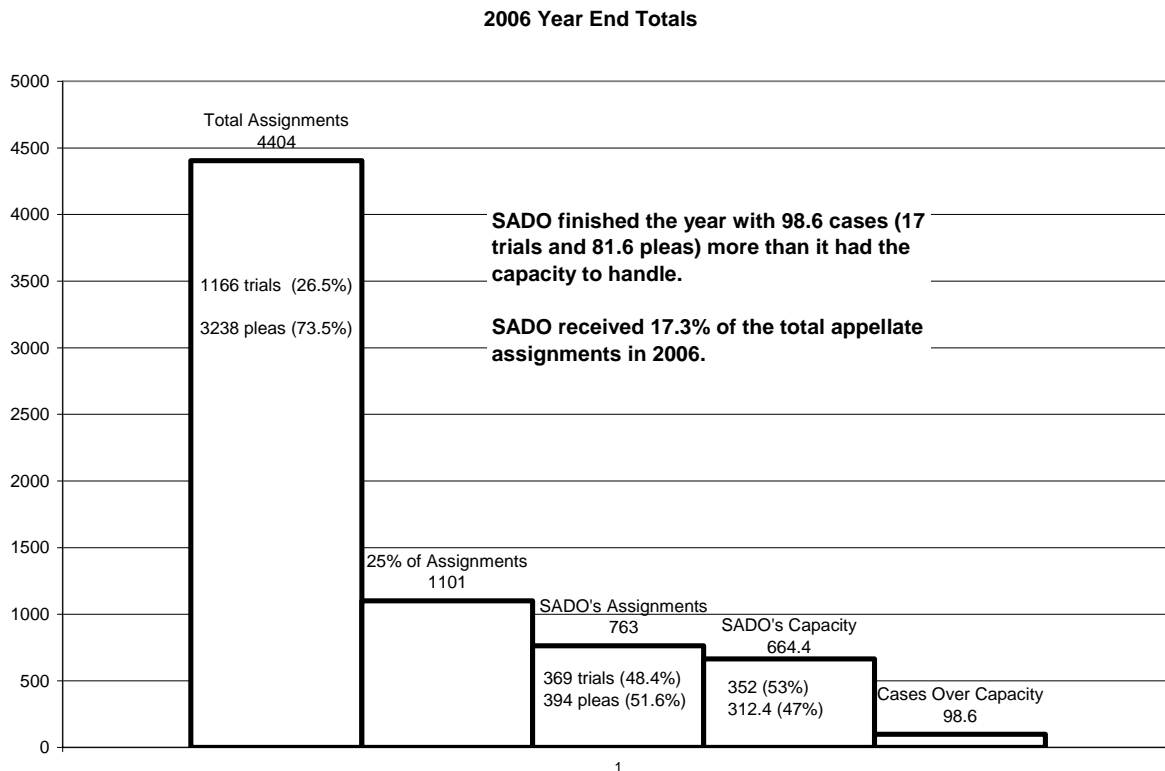 2006 Year End Totals
5000
4500
4000
3500
3000
2500
2000
1500
1000
500
0
Total Assignments
4404
1166 trials (26.5%)
3238 pleas (73.5%)
SADO finished the year with 98.6 cases (17
trials and 81.6 pleas) more than it had the
capacity to handle.
SADO received 17.3% of the total appellate
assignments in 2006.
25% of Assignments
1101
SADO's Assignments
763
369 trials (48.4%)
394 pleas (51.6%)
SADO's Capacity
664.4
352 (53%)
312.4 (47%)
Cases Over Capacity
98.6
1